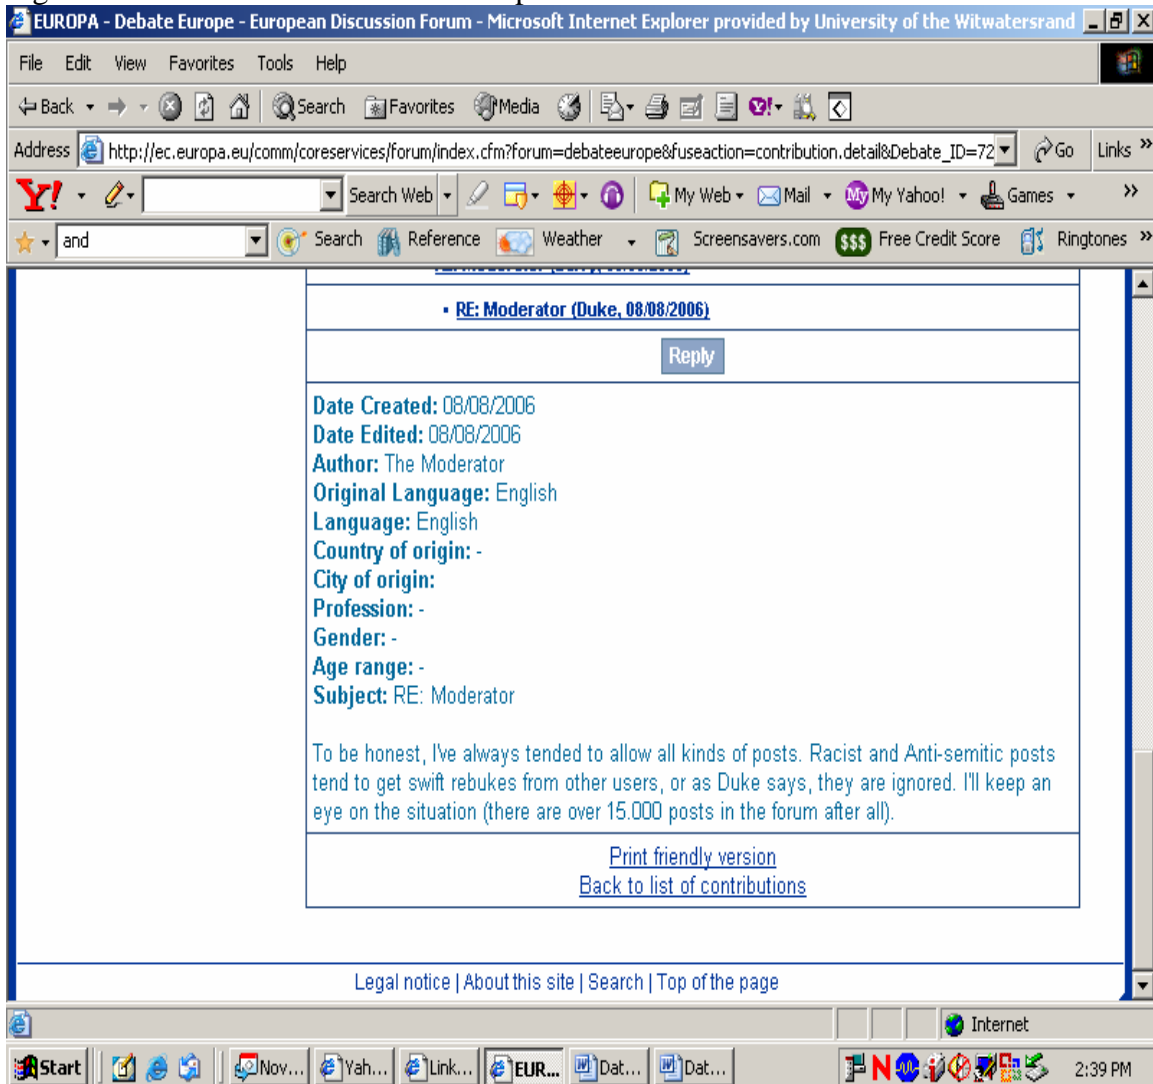 EUROPA - Debate Europe - European Discussion Forum - Microsoft Internet Explorer provided by University of the Witwatersrand
File Edit View Favorites Tools Help
Back Search Favorites Media
Address http://ec.europa.eu/comm/coreservices/forum/index.cfm?forum=debateeurope&fuseaction=contribution.detail&Debate_ID=72 Go Links »
Y! Search Web My Web Mail My My Yahoo! Games »
and Search Reference Weather Screensavers.com $$$ Free Credit Score Ringtones »
▪ RE: Moderator (Duke, 08/08/2006)
Reply
Date Created: 08/08/2006
Date Edited: 08/08/2006
Author: The Moderator
Original Language: English
Language: English
Country of origin: -
City of origin:
Profession: -
Gender: -
Age range: -
Subject: RE: Moderator
To be honest, I've always tended to allow all kinds of posts. Racist and Anti-semitic posts
tend to get swift rebukes from other users, or as Duke says, they are ignored. I'll keep an
eye on the situation (there are over 15.000 posts in the forum after all).
Print friendly version
Back to list of contributions
Legal notice | About this site | Search | Top of the page
Internet
Start Nov... Yah... Link... EUR... Dat... Dat... N 2:39 PM